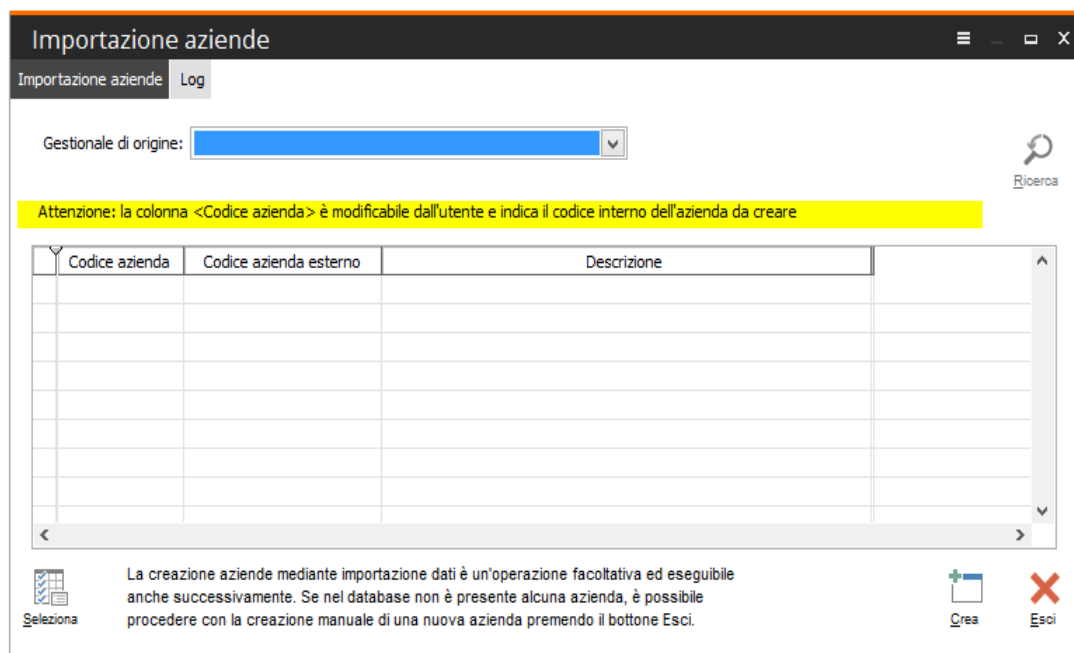 Importazione aziende
Importazione aziende Log
Gestionale di origine:
Ricerca
Attenzione: la colonna <Codice azienda> è modificabile dall'utente e indica il codice interno dell'azienda da creare
Codice azienda Codice azienda esterno Descrizione
La creazione aziende mediante importazione dati è un'operazione facoltativa ed eseguibile
anche successivamente. Se nel database non è presente alcuna azienda, è possibile
procedere con la creazione manuale di una nuova azienda premendo il bottone Esci.
Seleziona
Crea
Esci